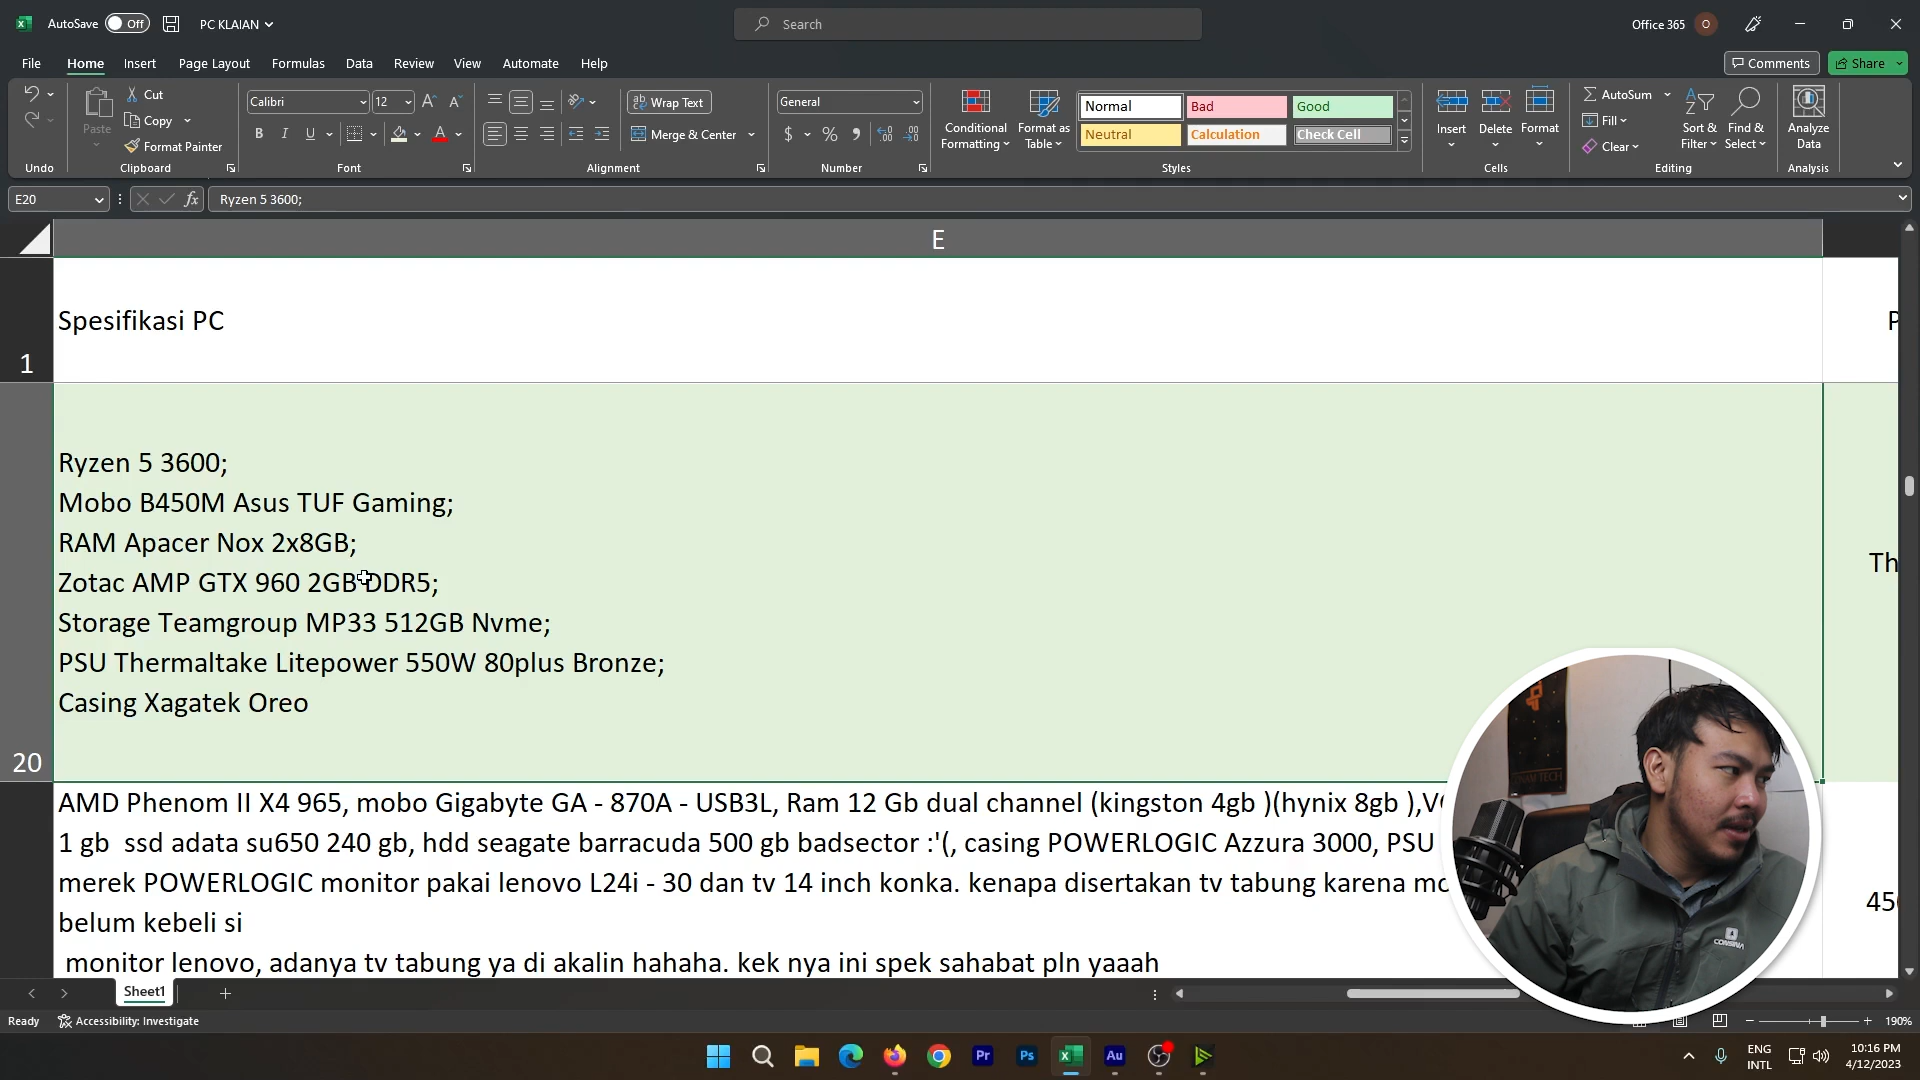 AutoSave Off PC KLAIAN Search Office 365 O
File Home Insert Page Layout Formulas Data Review View Automate Help Comments Share
Paste Cut Copy Format Painter
Calibri 12 B I U A
Wrap Text Merge & Center
General $ %
Conditional Formatting Format as Table
Normal Bad Good
Neutral Calculation Check Cell
Insert Delete Format
AutoSum Fill Clear
Sort & Filter Find & Select Analyze Data
Undo Clipboard Font Alignment Number Styles Cells Editing Analysis
E20 fx Ryzen 5 3600;
E
1 Spesifikasi PC P
Ryzen 5 3600;
Mobo B450M Asus TUF Gaming;
RAM Apacer Nox 2x8GB;
Zotac AMP GTX 960 2GB DDR5; Th
Storage Teamgroup MP33 512GB Nvme;
PSU Thermaltake Litepower 550W 80plus Bronze;
Casing Xagatek Oreo
20
AMD Phenom II X4 965, mobo Gigabyte GA - 870A - USB3L, Ram 12 Gb dual channel (kingston 4gb )(hynix 8gb ),
1 gb  ssd adata su650 240 gb, hdd seagate barracuda 500 gb badsector :'(, casing POWERLOGIC Azzura 3000, PSU
merek POWERLOGIC monitor pakai lenovo L24i - 30 dan tv 14 inch konka. kenapa disertakan tv tabung karena
belum kebeli si 45
monitor lenovo, adanya tv tabung ya di akalin hahaha. kek nya ini spek sahabat pln yaaah
CONSINA
Sheet1
Ready Accessibility: Investigate 190%
Pr Ps Au
ENG INTL
10:16 PM
4/12/2023